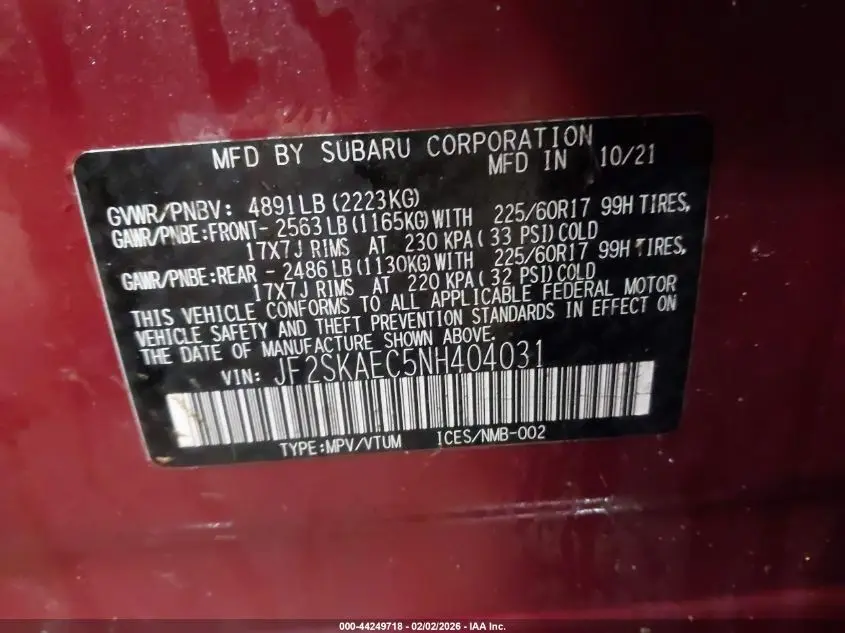 MFD BY SUBARU CORPORATION
MFD IN 10/21
GVWR/PNBV: 4891LB (2223KG)
GAWR/PNBE:FRONT- 2563LB (1165KG) WITH 225/60R17 99H TIRES,
17X7J RIMS AT 230 KPA( 33 PSI) COLD
GAWR/PNBE:REAR - 2486LB (1130KG) WITH 225/60R17 99H TIRES,
17X7J RIMS AT 220 KPA( 32 PSI) COLD
THIS VEHICLE CONFORMS TO ALL APPLICABLE FEDERAL MOTOR
VEHICLE SAFETY AND THEFT PREVENTION STANDARDS IN EFFECT ON
THE DATE OF MANUFACTURE SHOWN ABOVE.
VIN: JF2SKAEC5NH404031
TYPE:MPV/VTUM ICES/NMB-002
000-44249718 - 02/02/2026 - IAA Inc.